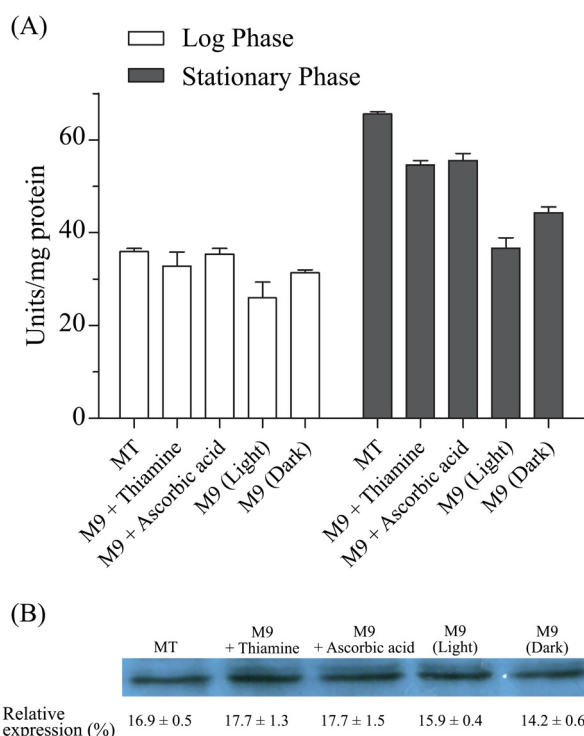 (A)
Log Phase
Stationary Phase
Units/mg protein
60
40
20
0
MT
M9 + Thiamine
M9 + Ascorbic acid
M9 (Light)
M9 (Dark)
MT
M9 + Thiamine
M9 + Ascorbic acid
M9 (Light)
M9 (Dark)
(B)
MT
M9
+ Thiamine
M9
+ Ascorbic acid
M9
(Light)
M9
(Dark)
Relative
expression (%)
16.9 ± 0.5 17.7 ± 1.3 17.7 ± 1.5 15.9 ± 0.4 14.2 ± 0.6